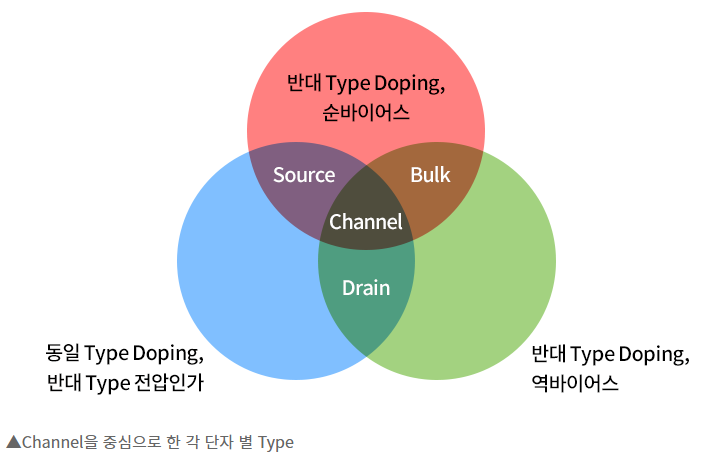 반대 Type Doping,
순바이어스
Source
Bulk
Channel
Drain
동일 Type Doping,
반대 Type 전압인가
반대 Type Doping,
역바이어스
▲Channel을 중심으로 한 각 단자 별 Type